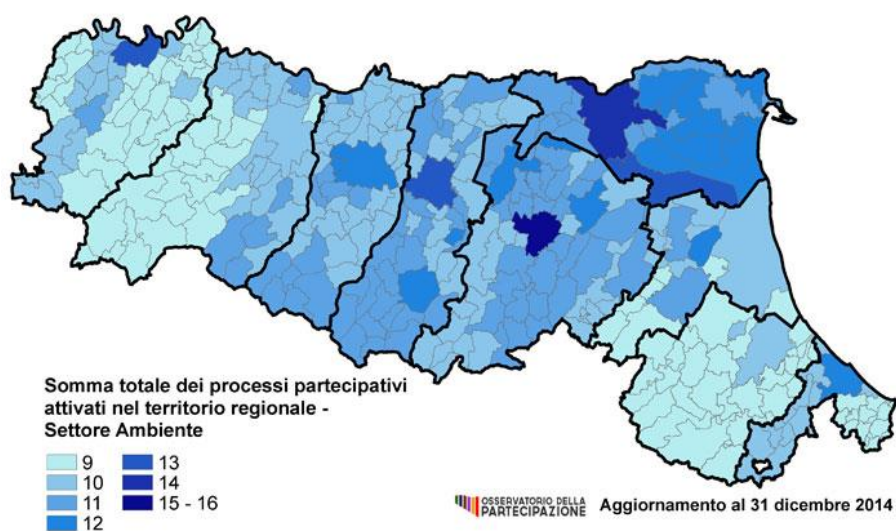 Somma totale dei processi partecipativi
attivati nel territorio regionale -
Settore Ambiente
9
10
11
12
13
14
15 - 16
OSSERVATORIO DELLA
PARTECIPAZIONE
Aggiornamento al 31 dicembre 2014